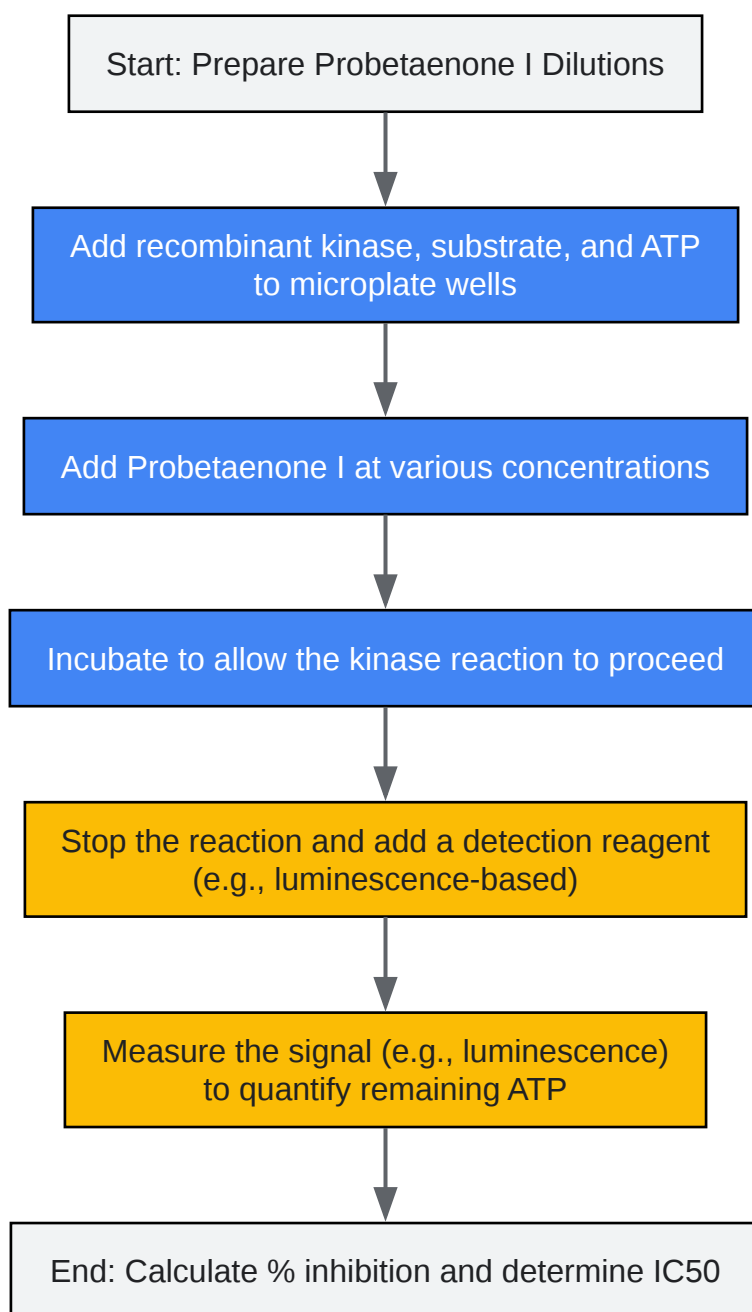 Start: Prepare Probetaenone I Dilutions
Add recombinant kinase, substrate, and ATP
to microplate wells
Add Probetaenone I at various concentrations
Incubate to allow the kinase reaction to proceed
Stop the reaction and add a detection reagent
(e.g., luminescence-based)
Measure the signal (e.g., luminescence)
to quantify remaining ATP
End: Calculate % inhibition and determine IC50